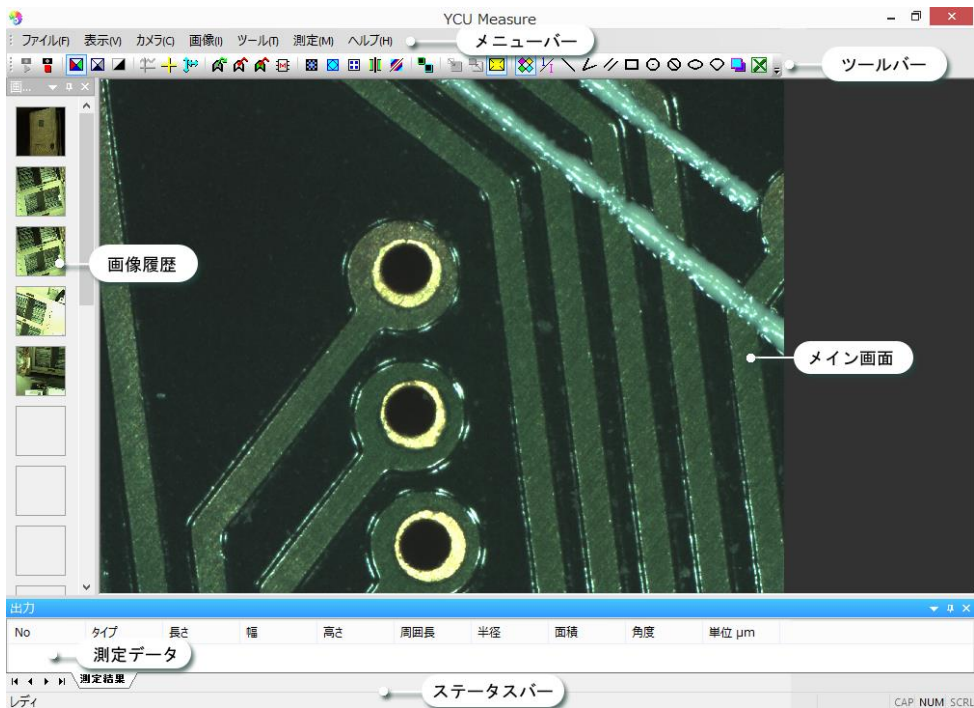 YCU Measure
ファイル(F) 表示(V) カメラ(C) 画像(I) ツール(T) 測定(M) ヘルプ(H)
メニューバー
ツールバー
画...
画像履歴
メイン画面
出力
No タイプ 長さ 幅 高さ 周囲長 半径 面積 角度 単位 µm
測定データ
測定結果
ステータスバー
レディ
CAP NUM SCRL